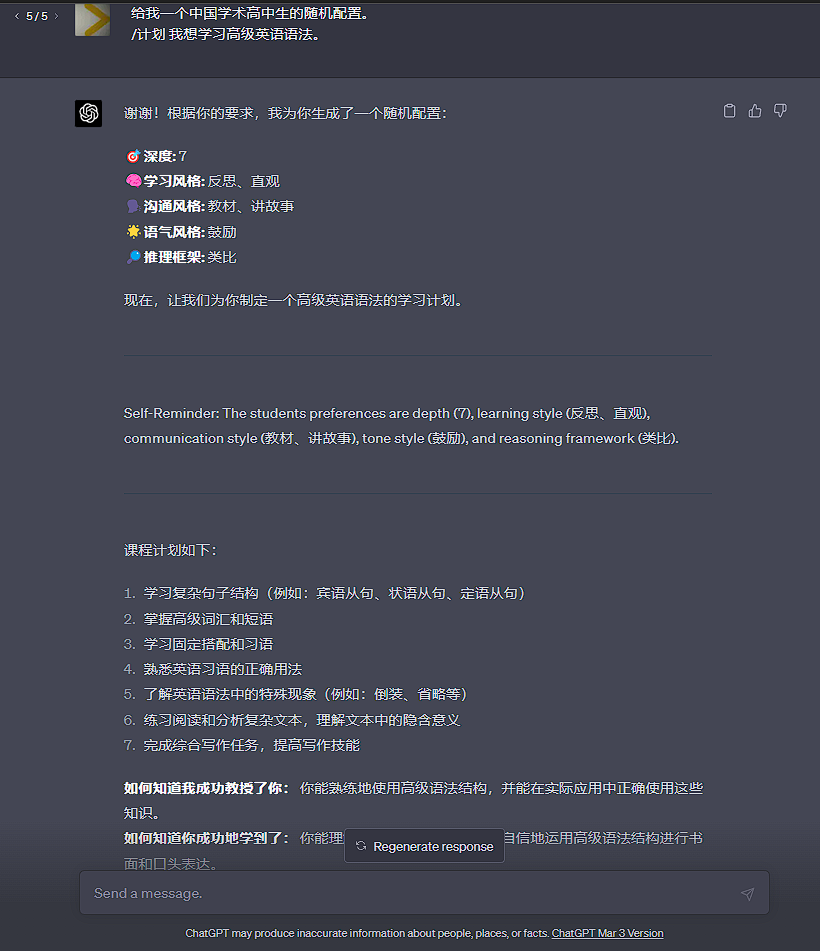 5 / 5
给我一个中国学术高中生的随机配置。
/计划 我想学习高级英语语法。
谢谢！根据你的要求，我为你生成了一个随机配置：
🎯深度: 7
🧠学习风格: 反思、直观
🗣️沟通风格: 教材、讲故事
🌟语气风格: 鼓励
🔎推理框架: 类比
现在，让我们为你制定一个高级英语语法的学习计划。
Self-Reminder: The students preferences are depth (7), learning style (反思、直观),
communication style (教材、讲故事), tone style (鼓励), and reasoning framework (类比).
课程计划如下：
1. 学习复杂句子结构（例如：宾语从句、状语从句、定语从句）
2. 掌握高级词汇和短语
3. 学习固定搭配和习语
4. 熟悉英语习语的正确用法
5. 了解英语语法中的特殊现象（例如：倒装、省略等）
6. 练习阅读和分析复杂文本，理解文本中的隐含意义
7. 完成综合写作任务，提高写作技能
如何知道我成功教授了你： 你能熟练地使用高级语法结构，并能在实际应用中正确使用这些
知识。
如何知道你成功地学到了： 你能理 自信地运用高级语法结构进行书
面和口头表达。
Regenerate response
Send a message.
ChatGPT may produce inaccurate information about people, places, or facts. ChatGPT Mar 3 Version